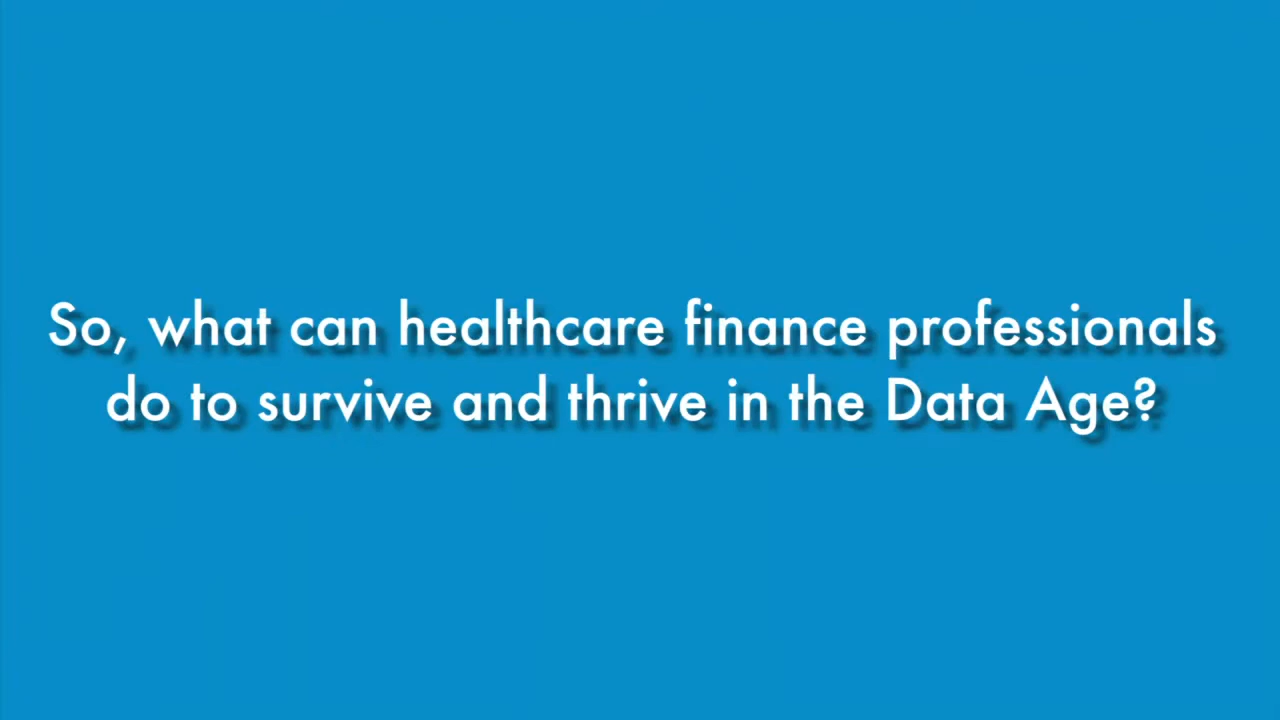 So, what can healthcare finance professionals
do to survive and thrive in the Data Age?